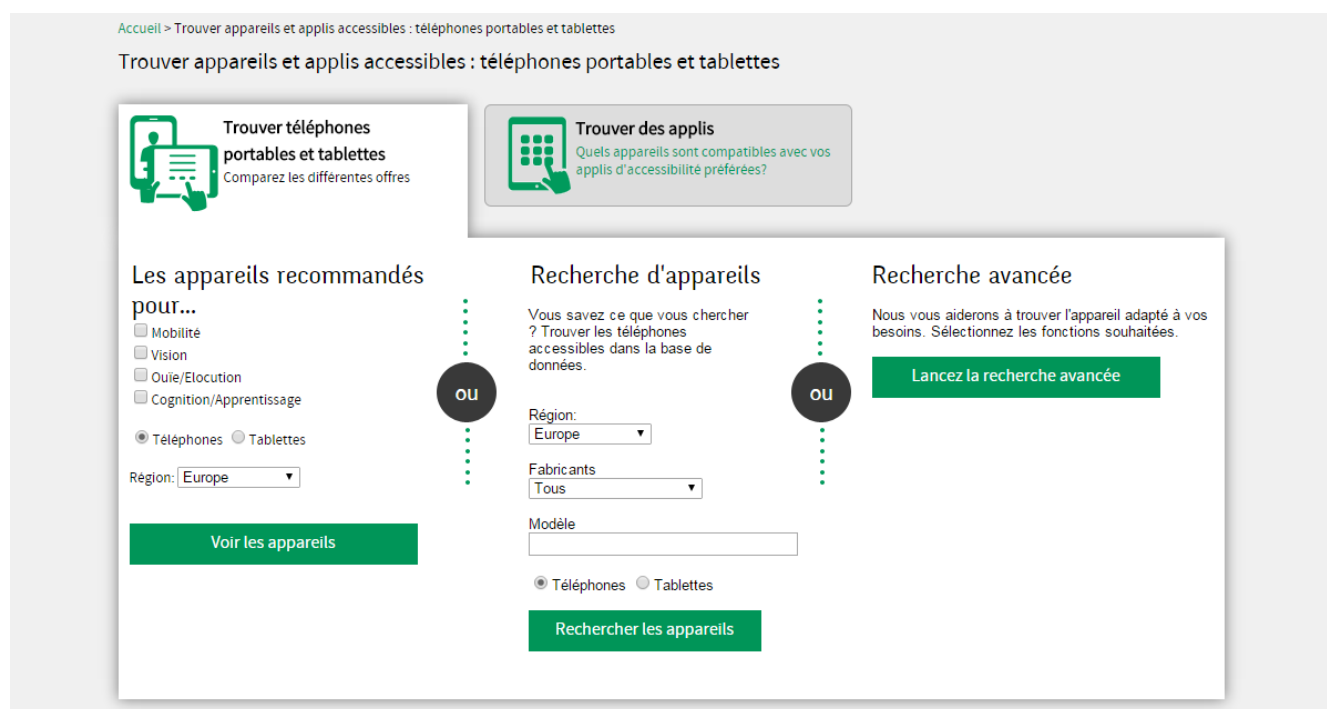 Accueil > Trouver appareils et applis accessibles : téléphones portables et tablettes
Trouver appareils et applis accessibles : téléphones portables et tablettes
Trouver téléphones
portables et tablettes
Comparez les différentes offres
Trouver des applis
Quels appareils sont compatibles avec vos
applis d'accessibilité préférées?
Les appareils recommandés
pour...
Mobilité
Vision
Ouïe/Elocution
Cognition/Apprentissage
Téléphones Tablettes
Région: Europe
Voir les appareils
ou
Recherche d'appareils
Vous savez ce que vous chercher
? Trouver les téléphones
accessibles dans la base de
données.
Région:
Europe
Fabricants
Tous
Modèle
Téléphones Tablettes
Rechercher les appareils
ou
Recherche avancée
Nous vous aiderons à trouver l'appareil adapté à vos
besoins. Sélectionnez les fonctions souhaitées.
Lancez la recherche avancée